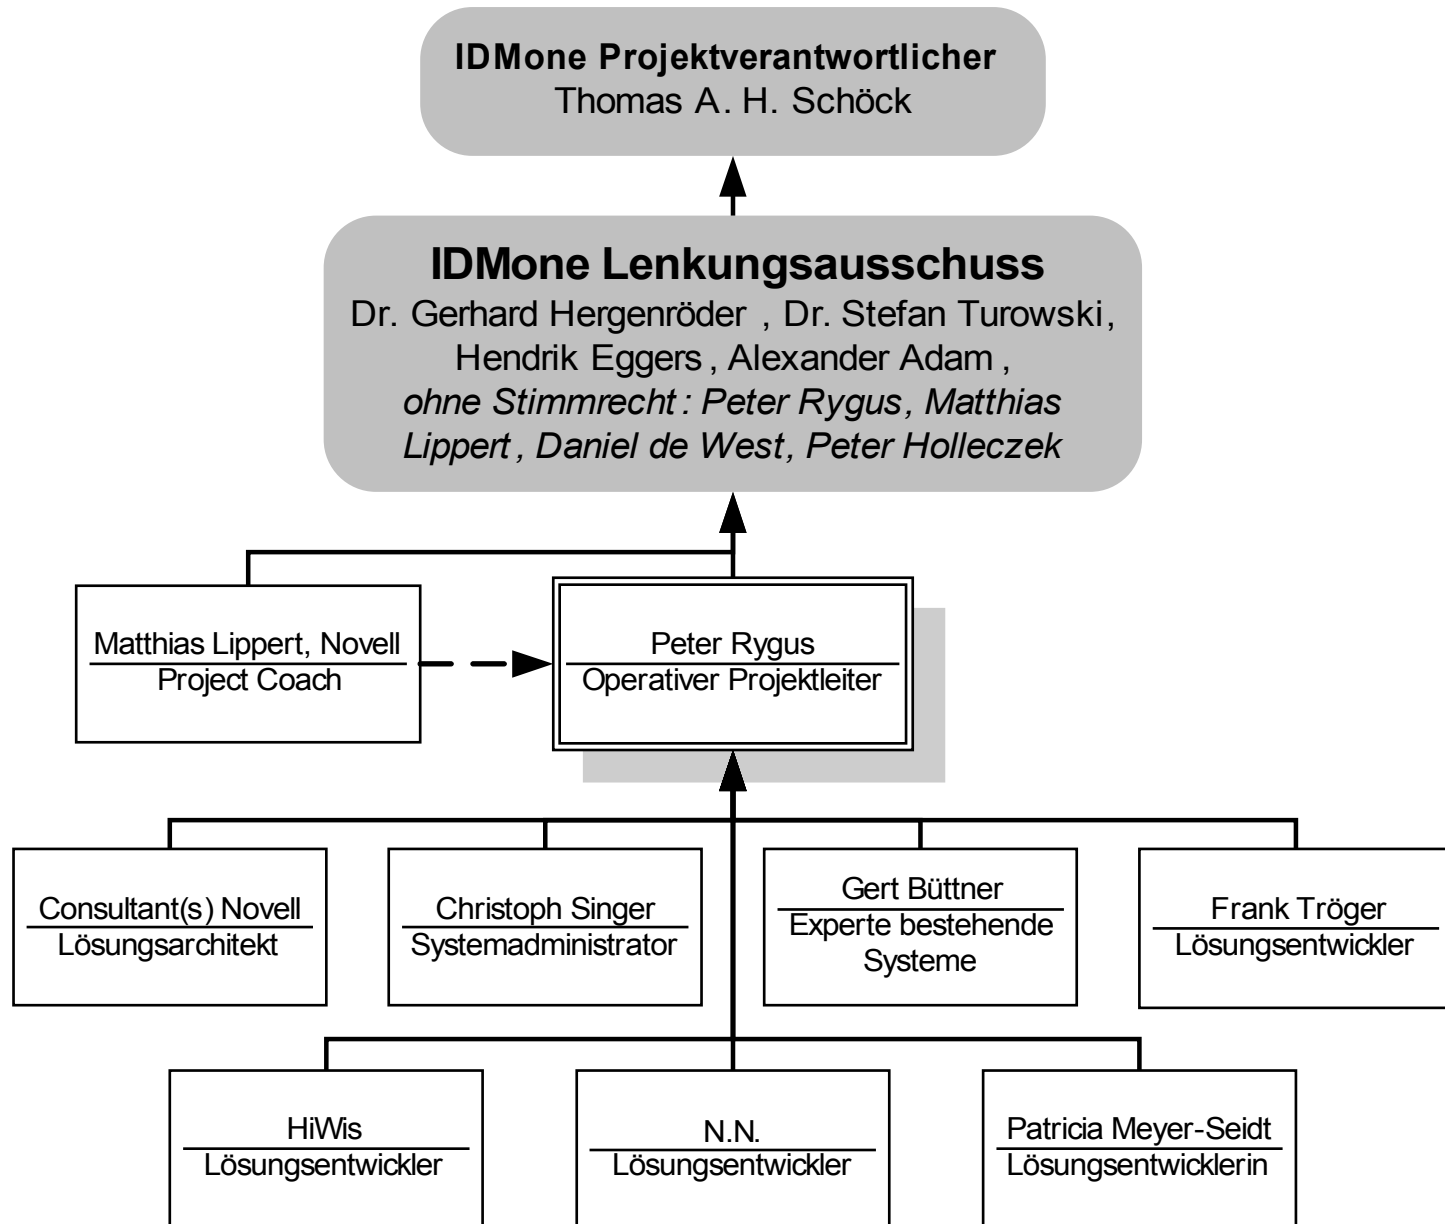 IDMone Projektverantwortlicher
Thomas A. H. Schöck
IDMone Lenkungsausschuss
Dr. Gerhard Hergenröder , Dr. Stefan Turowski,
Hendrik Eggers , Alexander Adam ,
ohne Stimmrecht : Peter Rygus, Matthias
Lippert , Daniel de West, Peter Holleczek
Matthias Lippert, Novell
Project Coach
Peter Rygus
Operativer Projektleiter
Consultant(s) Novell
Lösungsarchitekt
Christoph Singer
Systemadministrator
Gert Büttner
Experte bestehende
Systeme
Frank Tröger
Lösungsentwickler
HiWis
Lösungsentwickler
N.N.
Lösungsentwickler
Patricia Meyer-Seidt
Lösungsentwicklerin